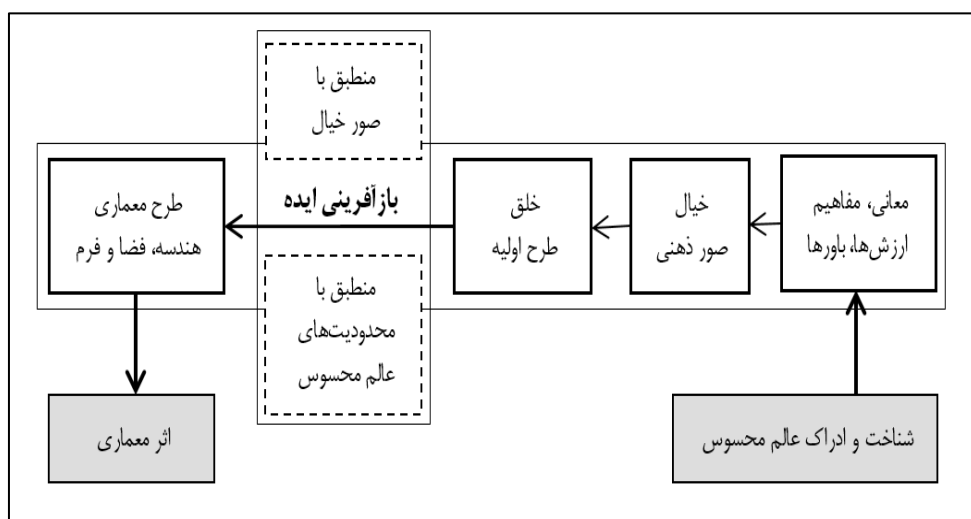 منطبق با
صور خیال
معانی، مفاهیم
ارزش‌ها، باورها
خیال
صور ذهنی
خلق
طرح اولیه
بازآفرینی ایده
طرح معماری
هندسه، فضا و فرم
منطبق با
محدودیت‌های
عالم محسوس
شناخت و ادراک عالم محسوس
اثر معماری